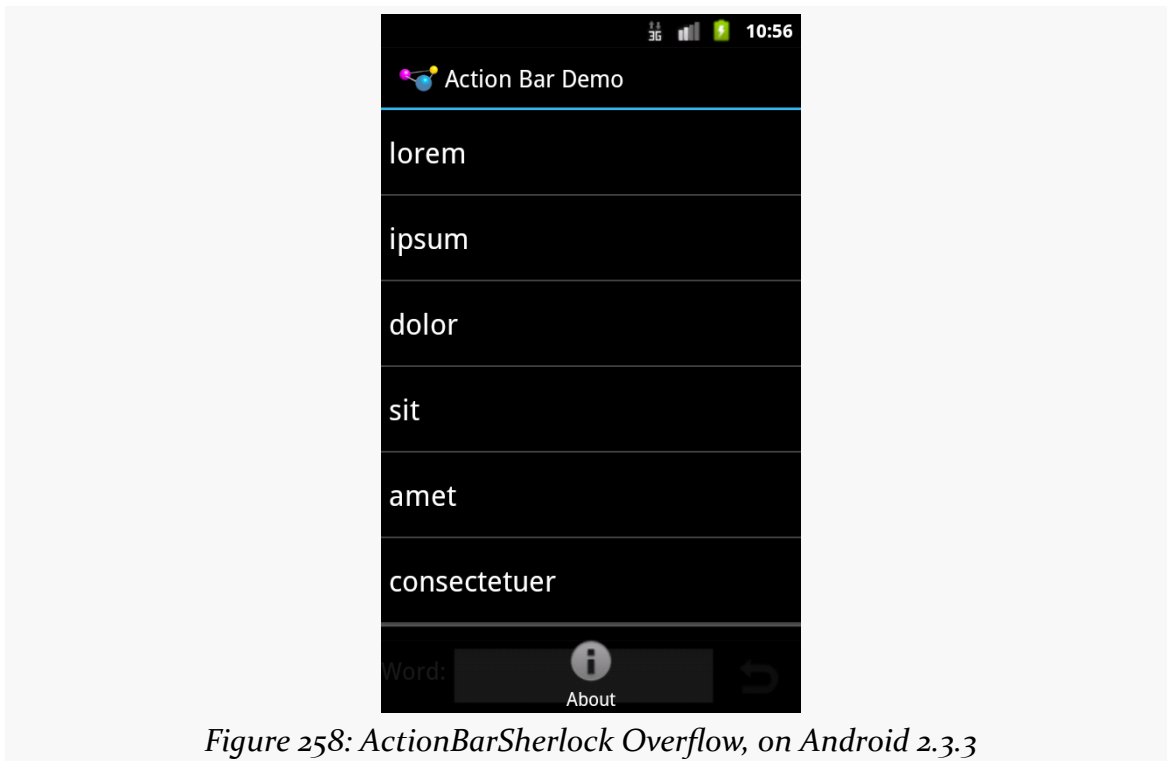 3G 10:56
Action Bar Demo
lorem
ipsum
dolor
sit
amet
consectetuer
Word:
About
Figure 258: ActionBarSherlock Overflow, on Android 2.3.3